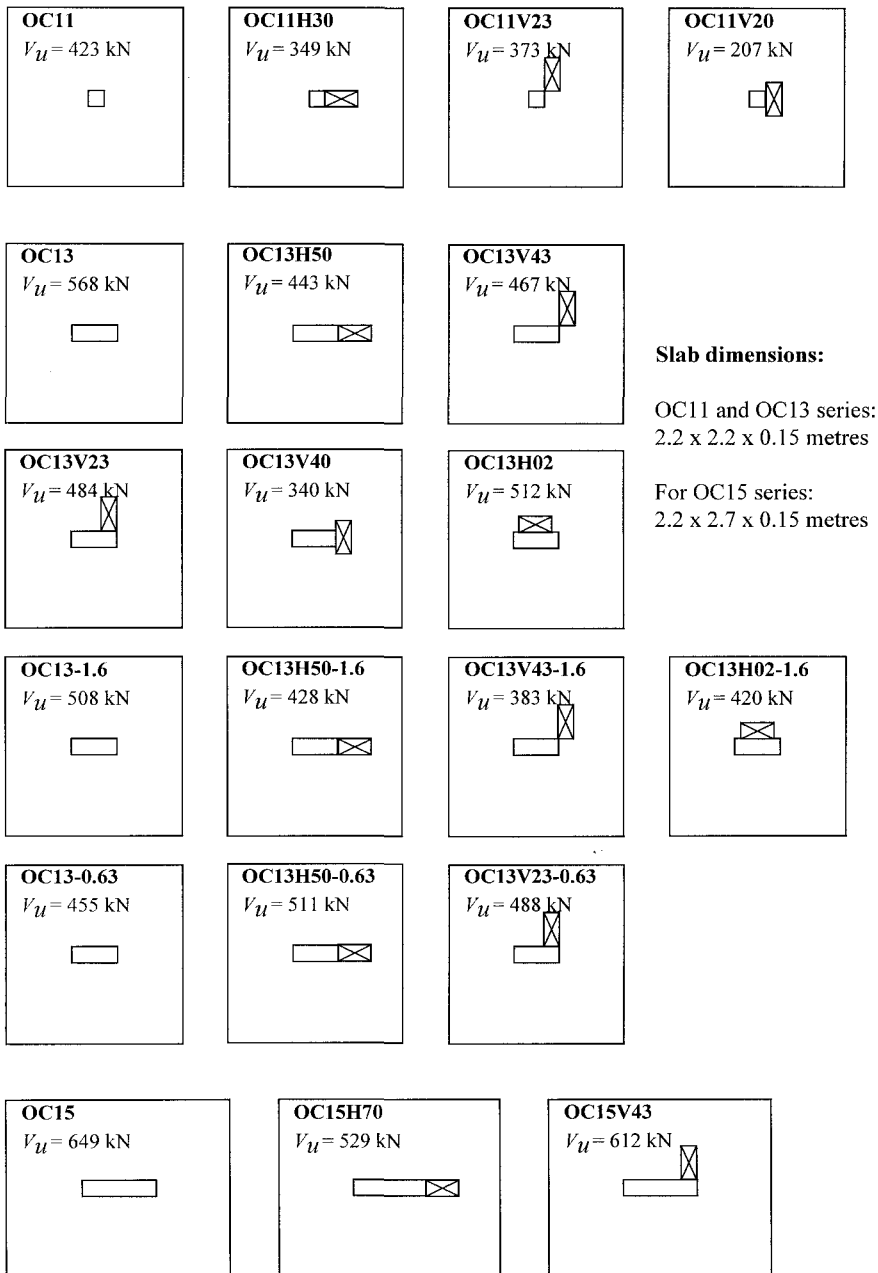 OC11
Vu = 423 kN
OC11H30
Vu = 349 kN
OC11V23
Vu = 373 kN
OC11V20
Vu = 207 kN
OC13
Vu = 568 kN
OC13H50
Vu = 443 kN
OC13V43
Vu = 467 kN
Slab dimensions:
OC11 and OC13 series:
2.2 x 2.2 x 0.15 metres
For OC15 series:
2.2 x 2.7 x 0.15 metres
OC13V23
Vu = 484 kN
OC13V40
Vu = 340 kN
OC13H02
Vu = 512 kN
OC13-1.6
Vu = 508 kN
OC13H50-1.6
Vu = 428 kN
OC13V43-1.6
Vu = 383 kN
OC13H02-1.6
Vu = 420 kN
OC13-0.63
Vu = 455 kN
OC13H50-0.63
Vu = 511 kN
OC13V23-0.63
Vu = 488 kN
OC15
Vu = 649 kN
OC15H70
Vu = 529 kN
OC15V43
Vu = 612 kN